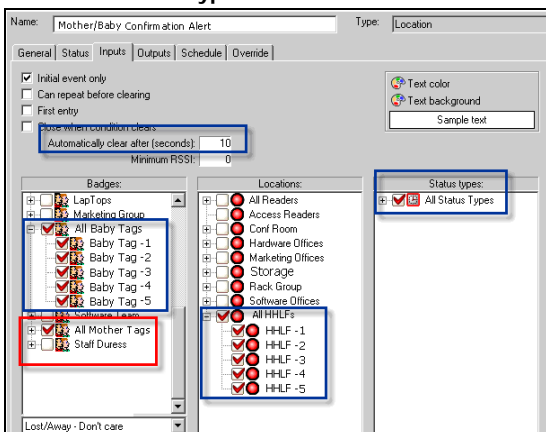 Name: Mother/Baby Confirmation Alert Type: Location
General Status Inputs Outputs Schedule Override
Initial event only
Can repeat before clearing
First entry
Close when condition clears
Automatically clear after (seconds): 10
Minimum RSSI: 0
Text color
Text background
Sample text
Badges:
LapTops
Marketing Group
All Baby Tags
Baby Tag -1
Baby Tag -2
Baby Tag -3
Baby Tag -4
Baby Tag -5
Software Team
All Mother Tags
Staff Duress
Lost/Away - Don't care
Locations:
All Readers
Access Readers
Conf Room
Hardware Offices
Marketing Offices
Storage
Rack Group
Software Offices
All HHLFs
HHLF -1
HHLF -2
HHLF -3
HHLF -4
HHLF -5
Status types:
All Status Types